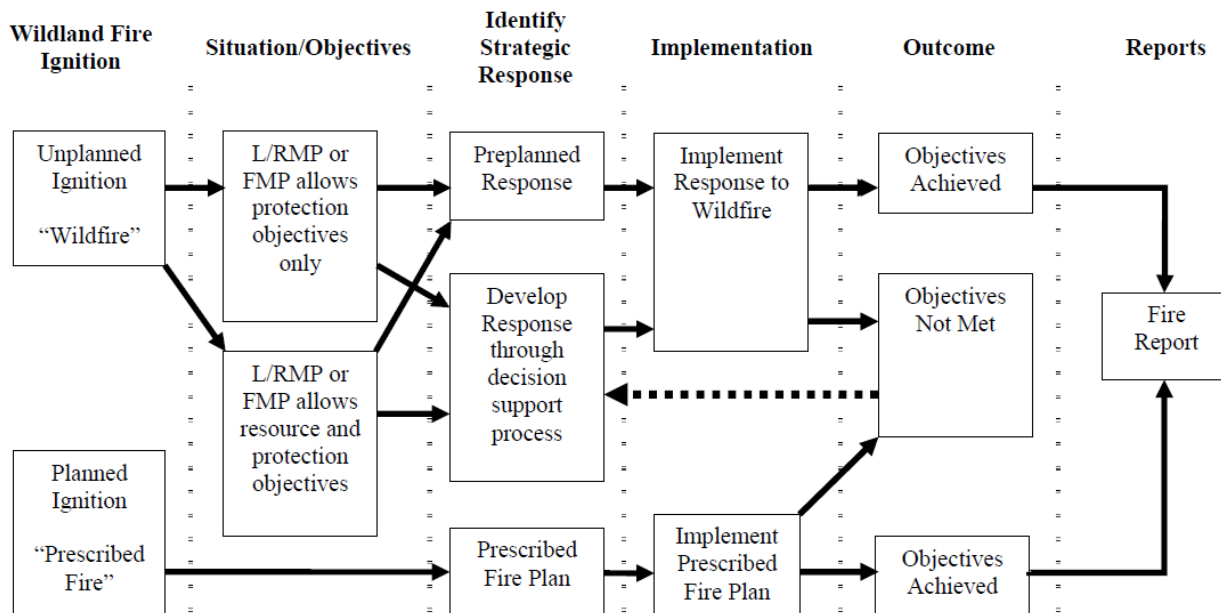 Wildland Fire
Ignition
Situation/Objectives
Identify
Strategic
Response
Implementation
Outcome
Reports
Unplanned
Ignition
“Wildfire”
L/RMP or
FMP allows
protection
objectives
only
Preplanned
Response
Implement
Response to
Wildfire
Objectives
Achieved
Develop
Response
through
decision
support
process
Objectives
Not Met
Fire
Report
L/RMP or
FMP allows
resource and
protection
objectives
Planned
Ignition
“Prescribed
Fire”
Prescribed
Fire Plan
Implement
Prescribed
Fire Plan
Objectives
Achieved